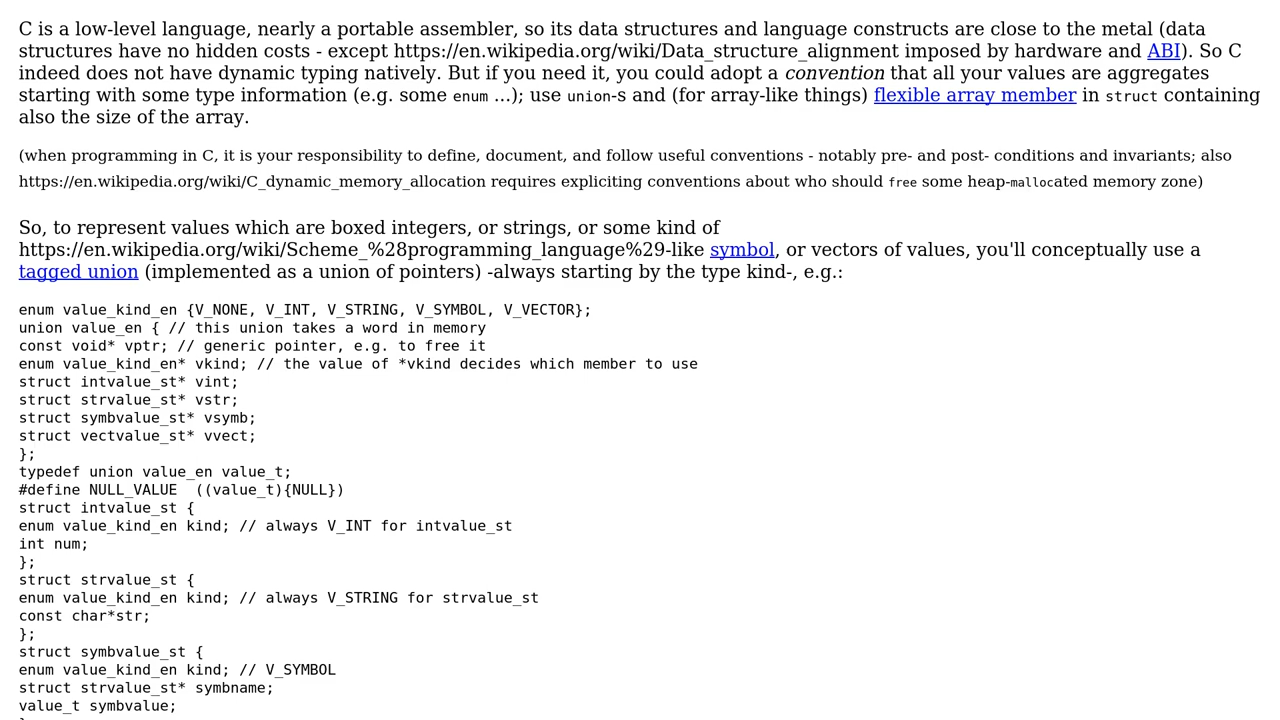 C is a low-level language, nearly a portable assembler, so its data structures and language constructs are close to the metal (data
structures have no hidden costs - except https://en.wikipedia.org/wiki/Data_structure_alignment imposed by hardware and ABI). So C
indeed does not have dynamic typing natively. But if you need it, you could adopt a convention that all your values are aggregates
starting with some type information (e.g. some enum ...); use union-s and (for array-like things) flexible array member in struct containing
also the size of the array.
(when programming in C, it is your responsibility to define, document, and follow useful conventions - notably pre- and post- conditions and invariants; also
https://en.wikipedia.org/wiki/C_dynamic_memory_allocation requires expliciting conventions about who should free some heap-mallocated memory zone)
So, to represent values which are boxed integers, or strings, or some kind of
https://en.wikipedia.org/wiki/Scheme_%28programming_language%29-like symbol, or vectors of values, you'll conceptually use a
tagged union (implemented as a union of pointers) -always starting by the type kind-, e.g.:
enum value_kind_en {V_NONE, V_INT, V_STRING, V_SYMBOL, V_VECTOR};
union value_en { // this union takes a word in memory
const void* vptr; // generic pointer, e.g. to free it
enum value_kind_en* vkind; // the value of *vkind decides which member to use
struct intvalue_st* vint;
struct strvalue_st* vstr;
struct symbvalue_st* vsymb;
struct vectvalue_st* vvect;
};
typedef union value_en value_t;
#define NULL_VALUE  ((value_t){NULL})
struct intvalue_st {
enum value_kind_en kind; // always V_INT for intvalue_st
int num;
};
struct strvalue_st {
enum value_kind_en kind; // always V_STRING for strvalue_st
const char*str;
};
struct symbvalue_st {
enum value_kind_en kind; // V_SYMBOL
struct strvalue_st* symbname;
value_t symbvalue;